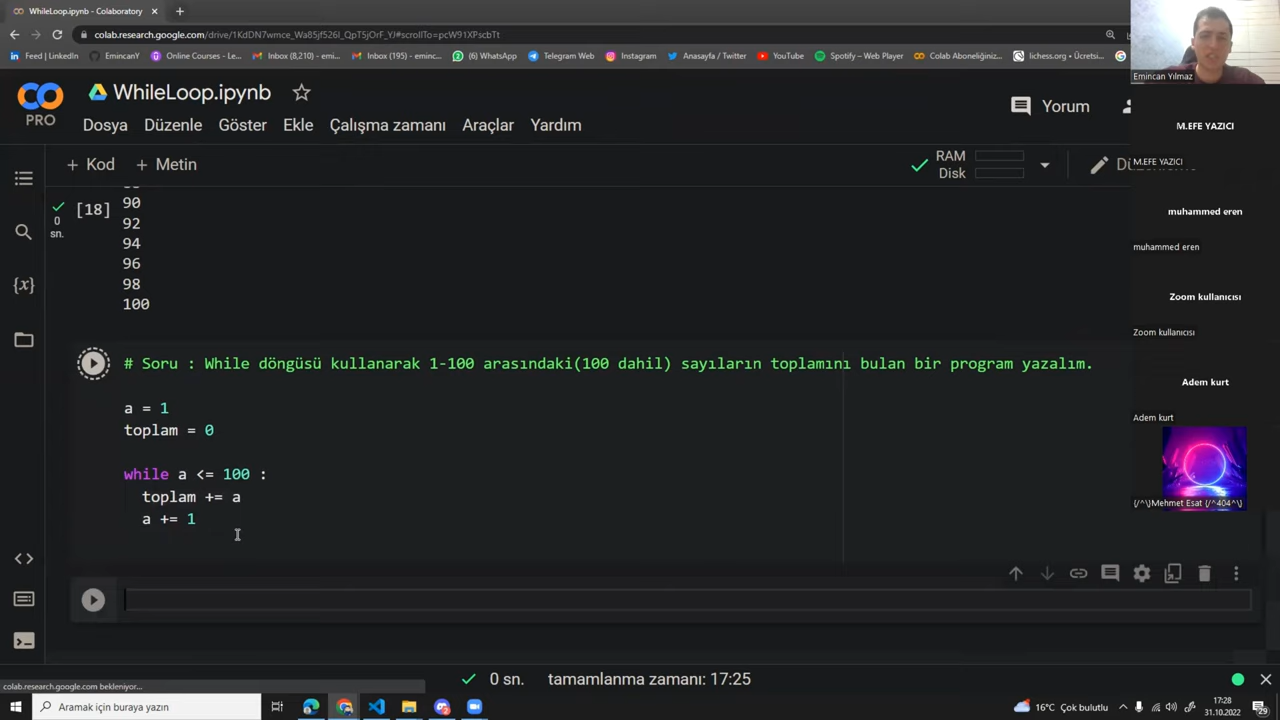 WhileLoop.ipynb - Colaboratory
colab.research.google.com/drive/1KdDN7wmce_Wa85jf526I_QpT5jOrF_YJ#scrollTo=pcW91XPscbTt
Feed | LinkedIn
EmincanY
Online Courses - Le...
Inbox (8,210) - emi...
Inbox (195) - eminc...
(2) WhatsApp
Telegram Web
Instagram
Anasayfa / Twitter
YouTube
Spotify – Web Player
Colab Aboneliğiniz...
lichess.org • Ücretsi...
WhileLoop.ipynb
PRO
Dosya Düzenle Göster Ekle Çalışma zamanı Araçlar Yardım
Yorum
+ Kod + Metin
RAM
Disk
[18]
0
sn.
90
92
94
96
98
100
# Soru : While döngüsü kullanarak 1-100 arasındaki(100 dahil) sayıların toplamını bulan bir program yazalım.
a = 1
toplam = 0
while a <= 100 :
toplam += a
a += 1
0 sn. tamamlanma zamanı: 17:25
colab.research.google.com bekleniyor...
Aramak için buraya yazın
16°C Çok bulutlu
17:28
31.10.2022
29
Emincan Yılmaz
M.EFE YAZICI
M.EFE YAZICI
muhammed eren
muhammed eren
Zoom kullanıcısı
Zoom kullanıcısı
Adem kurt
Adem kurt
{/^\}Mehmet Esat {/^404^\}